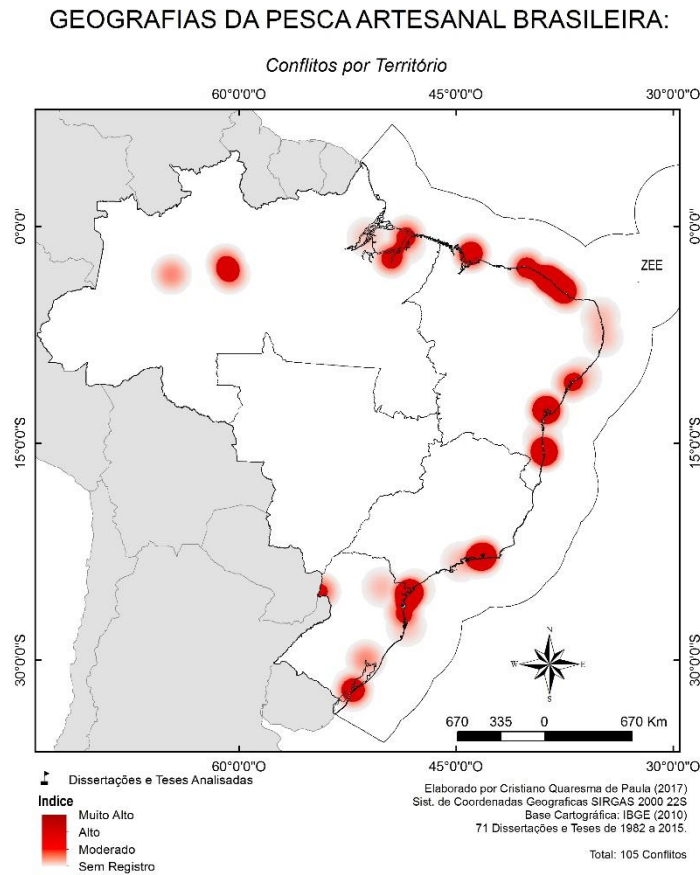 GEOGRAFIAS DA PESCA ARTESANAL BRASILEIRA:
Conflitos por Território
60°0'0"O 45°0'0"O 30°0'0"O
0°0'0" 0°0'0"
ZEE
15°0'0"S 15°0'0"S
30°0'0"S 30°0'0"S
N
W E
S
670 335 0 670 Km
60°0'0"O 45°0'0"O 30°0'0"O
Dissertações e Teses Analisadas
Indice
Muito Alto
Alto
Moderado
Sem Registro
Elaborado por Cristiano Quaresma de Paula (2017)
Sist. de Coordenadas Geograficas SIRGAS 2000 22S
Base Cartográfica: IBGE (2010)
71 Dissertações e Teses de 1982 a 2015.
Total: 105 Conflitos